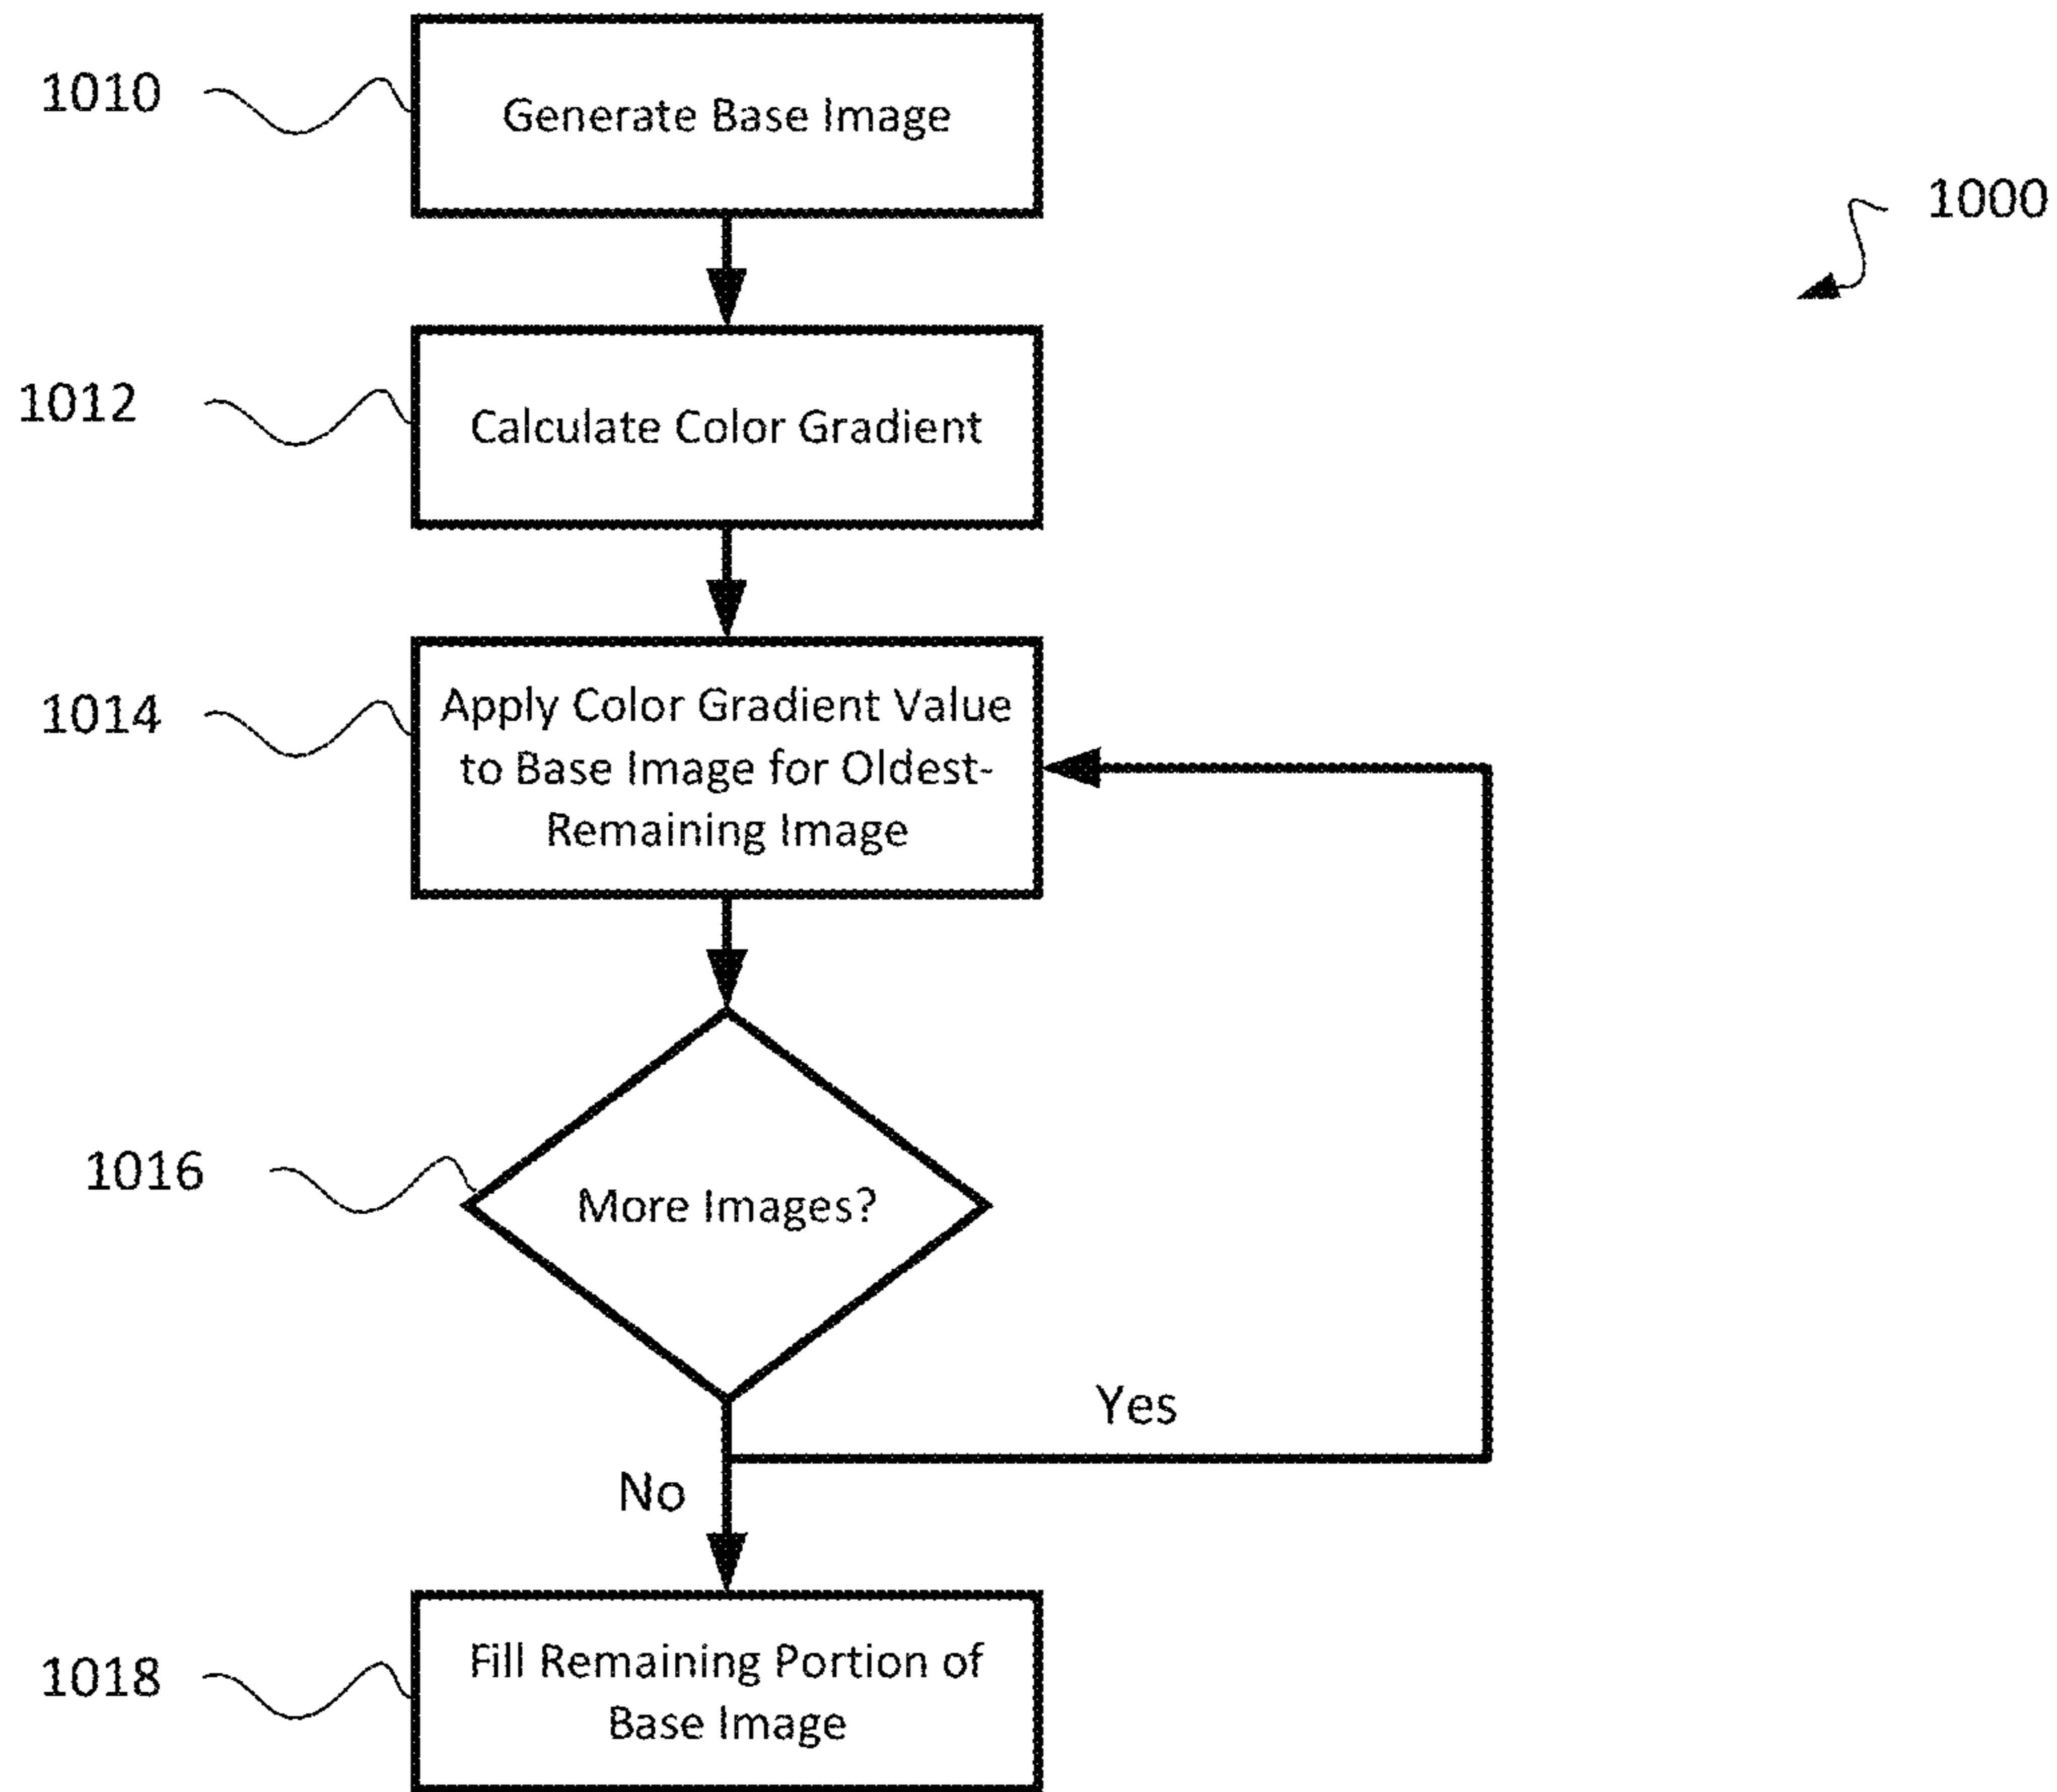 1010
Generate Base Image
1000
1012
Calculate Color Gradient
1014
Apply Color Gradient Value
to Base Image for Oldest-
Remaining Image
1016
More Images?
Yes
No
1018
Fill Remaining Portion of
Base Image